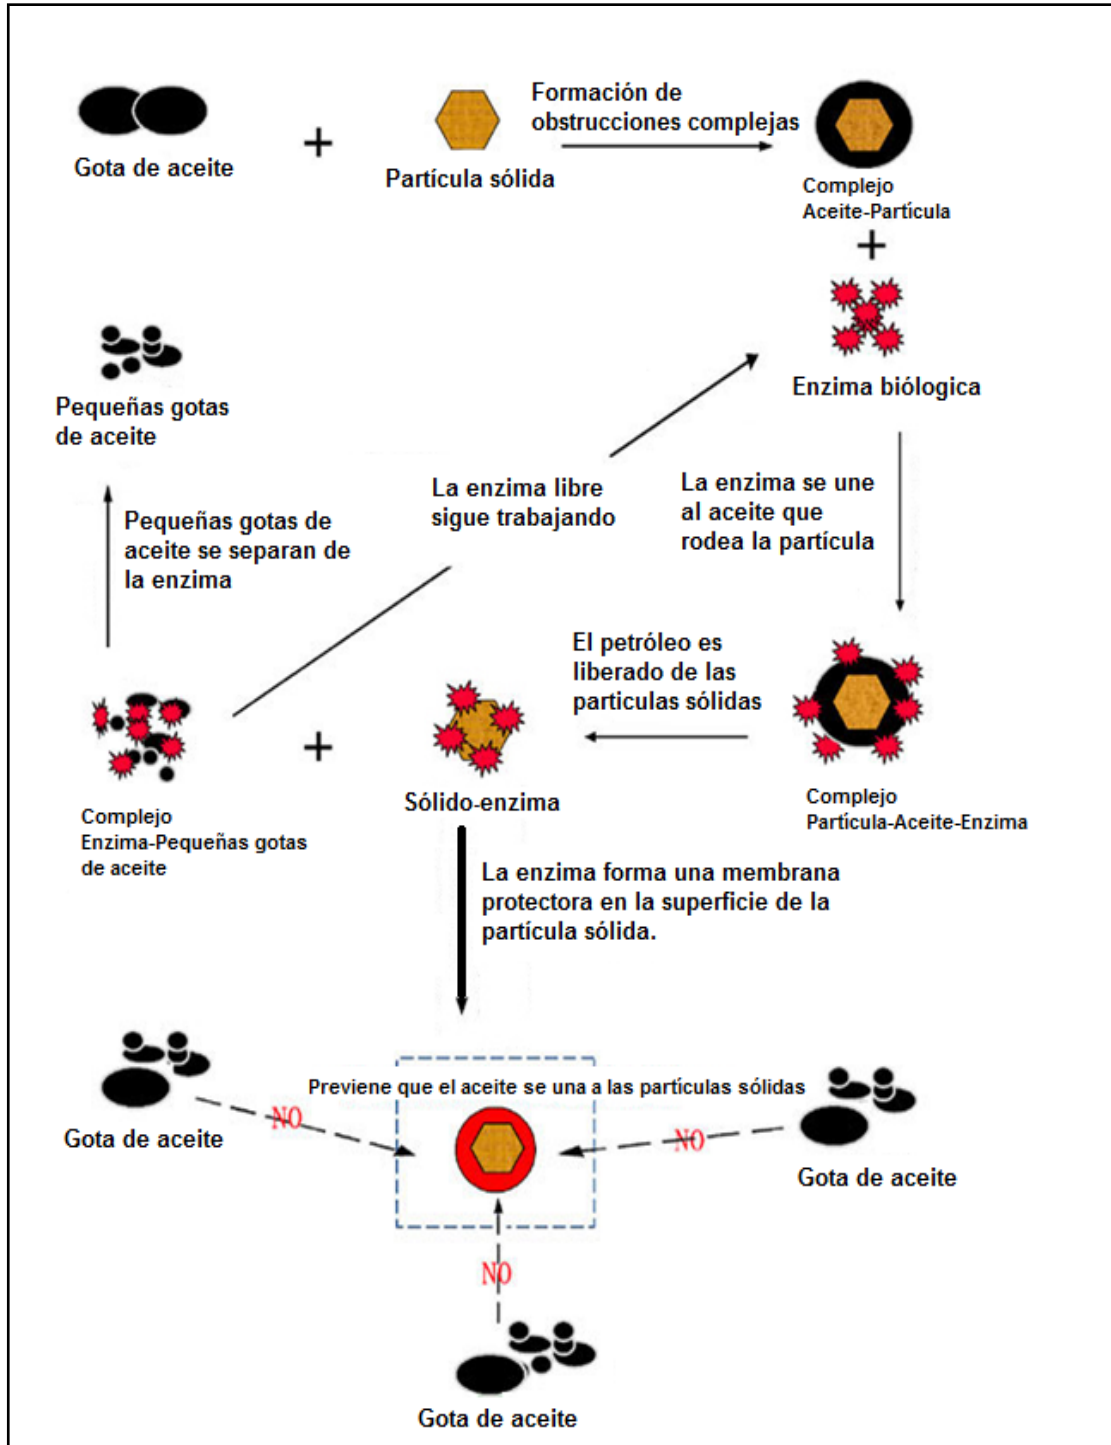 Formación de
obstrucciones complejas
+
Gota de aceite
Partícula sólida
Complejo
Aceite-Partícula
+
Enzima biólogica
Pequeñas gotas
de aceite
La enzima libre
sigue trabajando
La enzima se une
al aceite que
rodea la partícula
Pequeñas gotas de
aceite se separan de
la enzima
El petróleo es
liberado de las
particulas sólidas
+
Sólido-enzima
Complejo
Partícula-Aceite-Enzima
Complejo
Enzima-Pequeñas gotas
de aceite
La enzima forma una membrana
protectora en la superficie de la
partícula sólida.
Previene que el aceite se una a las partículas sólidas
NO
Gota de aceite
NO
Gota de aceite
NO
Gota de aceite